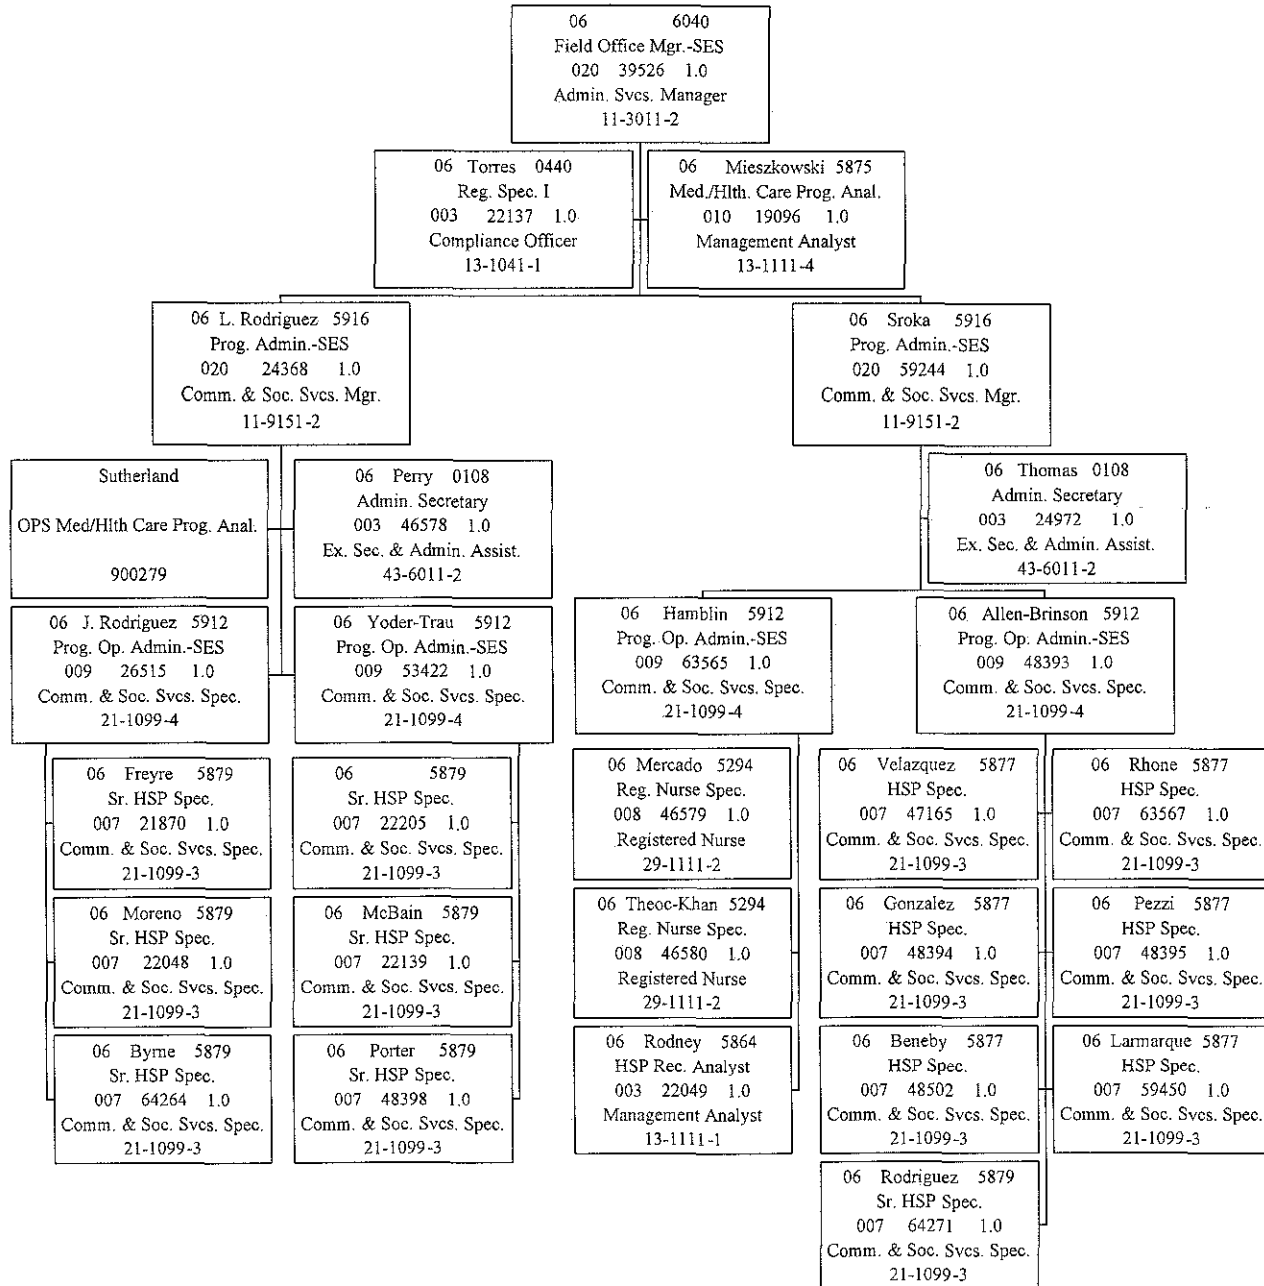 06 6040
Field Office Mgr.-SES
020 39526 1.0
Admin. Svcs. Manager
11-3011-2
06 Torres 0440
Reg. Spec. I
003 22137 1.0
Compliance Officer
13-1041-1
06 Mieszkowski 5875
Med./Hlth. Care Prog. Anal.
010 19096 1.0
Management Analyst
13-1111-4
06 L. Rodriguez 5916
Prog. Admin.-SES
020 24368 1.0
Comm. & Soc. Svcs. Mgr.
11-9151-2
06 Sroka 5916
Prog. Admin.-SES
020 59244 1.0
Comm. & Soc. Svcs. Mgr.
11-9151-2
Sutherland
OPS Med/Hlth Care Prog. Anal.
900279
06 Perry 0108
Admin. Secretary
003 46578 1.0
Ex. Sec. & Admin. Assist.
43-6011-2
06 Thomas 0108
Admin. Secretary
003 24972 1.0
Ex. Sec. & Admin. Assist.
43-6011-2
06 J. Rodriguez 5912
Prog. Op. Admin.-SES
009 26515 1.0
Comm. & Soc. Svcs. Spec.
21-1099-4
06 Yoder-Trau 5912
Prog. Op. Admin.-SES
009 53422 1.0
Comm. & Soc. Svcs. Spec.
21-1099-4
06 Hamblin 5912
Prog. Op. Admin.-SES
009 63565 1.0
Comm. & Soc. Svcs. Spec.
21-1099-4
06 Allen-Brinson 5912
Prog. Op. Admin.-SES
009 48393 1.0
Comm. & Soc. Svcs. Spec.
21-1099-4
06 Freyre 5879
Sr. HSP Spec.
007 21870 1.0
Comm. & Soc. Svcs. Spec.
21-1099-3
06 5879
Sr. HSP Spec.
007 22205 1.0
Comm. & Soc. Svcs. Spec.
21-1099-3
06 Mercado 5294
Reg. Nurse Spec.
008 46579 1.0
Registered Nurse
29-1111-2
06 Velazquez 5877
HSP Spec.
007 47165 1.0
Comm. & Soc. Svcs. Spec.
21-1099-3
06 Rhone 5877
HSP Spec.
007 63567 1.0
Comm. & Soc. Svcs. Spec.
21-1099-3
06 Moreno 5879
Sr. HSP Spec.
007 22048 1.0
Comm. & Soc. Svcs. Spec.
21-1099-3
06 McBain 5879
Sr. HSP Spec.
007 22139 1.0
Comm. & Soc. Svcs. Spec.
21-1099-3
06 Theoc-Khan 5294
Reg. Nurse Spec.
008 46580 1.0
Registered Nurse
29-1111-2
06 Gonzalez 5877
HSP Spec.
007 48394 1.0
Comm. & Soc. Svcs. Spec.
21-1099-3
06 Pezzi 5877
HSP Spec.
007 48395 1.0
Comm. & Soc. Svcs. Spec.
21-1099-3
06 Byrne 5879
Sr. HSP Spec.
007 64264 1.0
Comm. & Soc. Svcs. Spec.
21-1099-3
06 Porter 5879
Sr. HSP Spec.
007 48398 1.0
Comm. & Soc. Svcs. Spec.
21-1099-3
06 Rodney 5864
HSP Rec. Analyst
003 22049 1.0
Management Analyst
13-1111-1
06 Beneby 5877
HSP Spec.
007 48502 1.0
Comm. & Soc. Svcs. Spec.
21-1099-3
06 Larmarque 5877
HSP Spec.
007 59450 1.0
Comm. & Soc. Svcs. Spec.
21-1099-3
06 Rodriguez 5879
Sr. HSP Spec.
007 64271 1.0
Comm. & Soc. Svcs. Spec.
21-1099-3